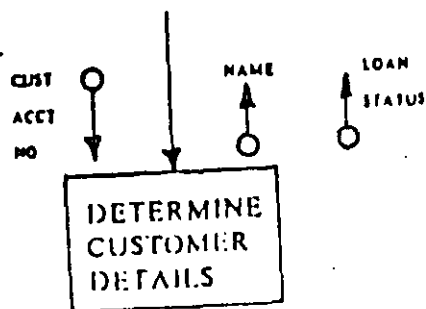 CUST
ACCT
NO
NAME
LOAN
STATUS
DETERMINE
CUSTOMER
DETAILS